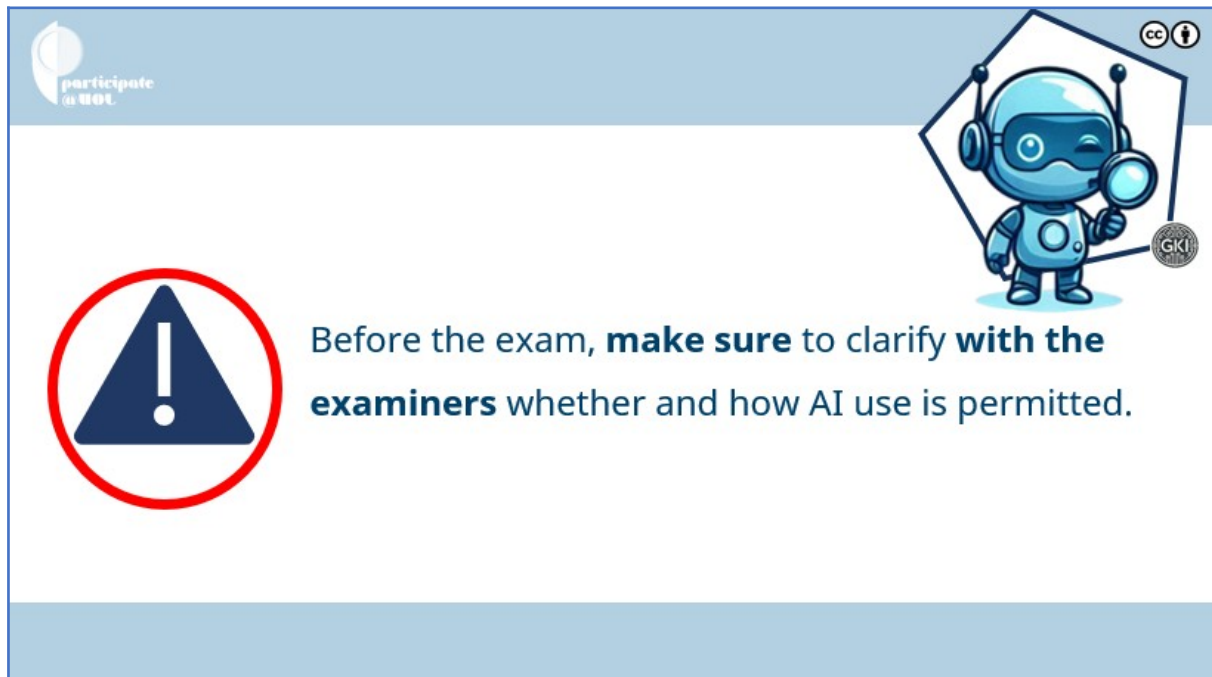 participate
@ UOL
cc
GKI
Before the exam, make sure to clarify with the
examiners whether and how AI use is permitted.